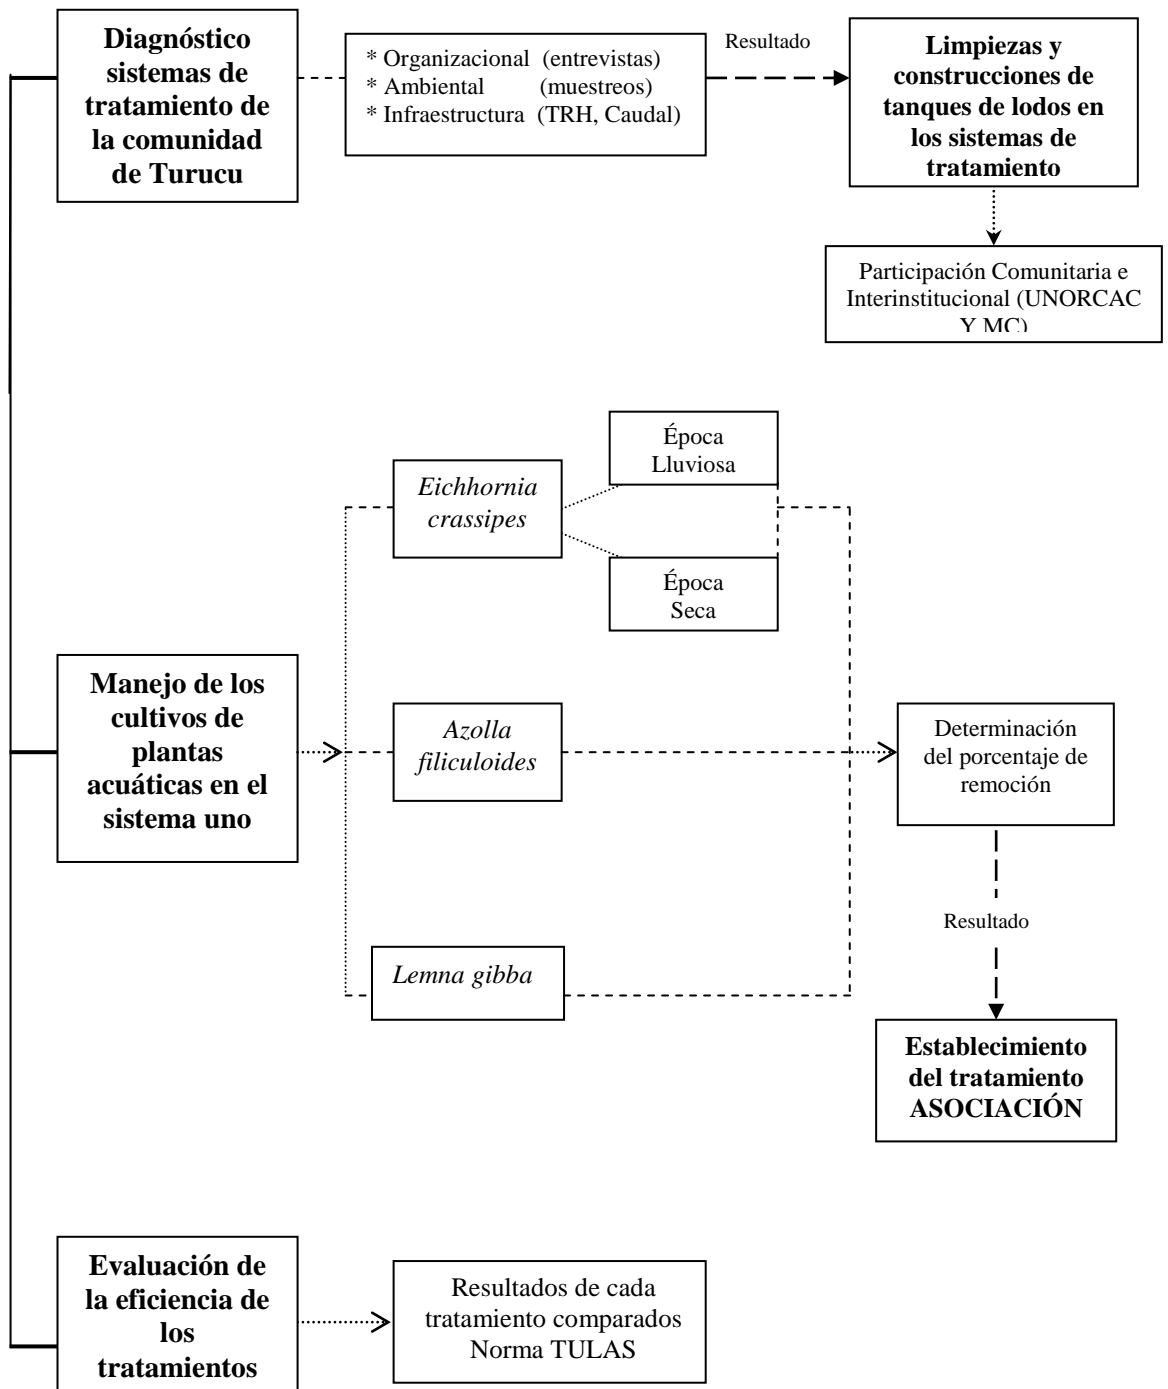 Diagnóstico
sistemas de
tratamiento de
la comunidad
de Turucu
* Organizacional (entrevistas)
* Ambiental (muestreos)
* Infraestructura (TRH, Caudal)
Resultado
Limpiezas y
construcciones de
tanques de lodos en
los sistemas de
tratamiento
Participación Comunitaria e
Interinstitucional (UNORCAC
Y MC)
Manejo de los
cultivos de
plantas
acuáticas en el
sistema uno
Eichhornia
crassipes
Época
Lluviosa
Época
Seca
Azolla
filiculoides
Lemna gibba
Determinación
del porcentaje de
remoción
Resultado
Establecimiento
del tratamiento
ASOCIACIÓN
Evaluación de
la eficiencia de
los
tratamientos
Resultados de cada
tratamiento comparados
Norma TULAS